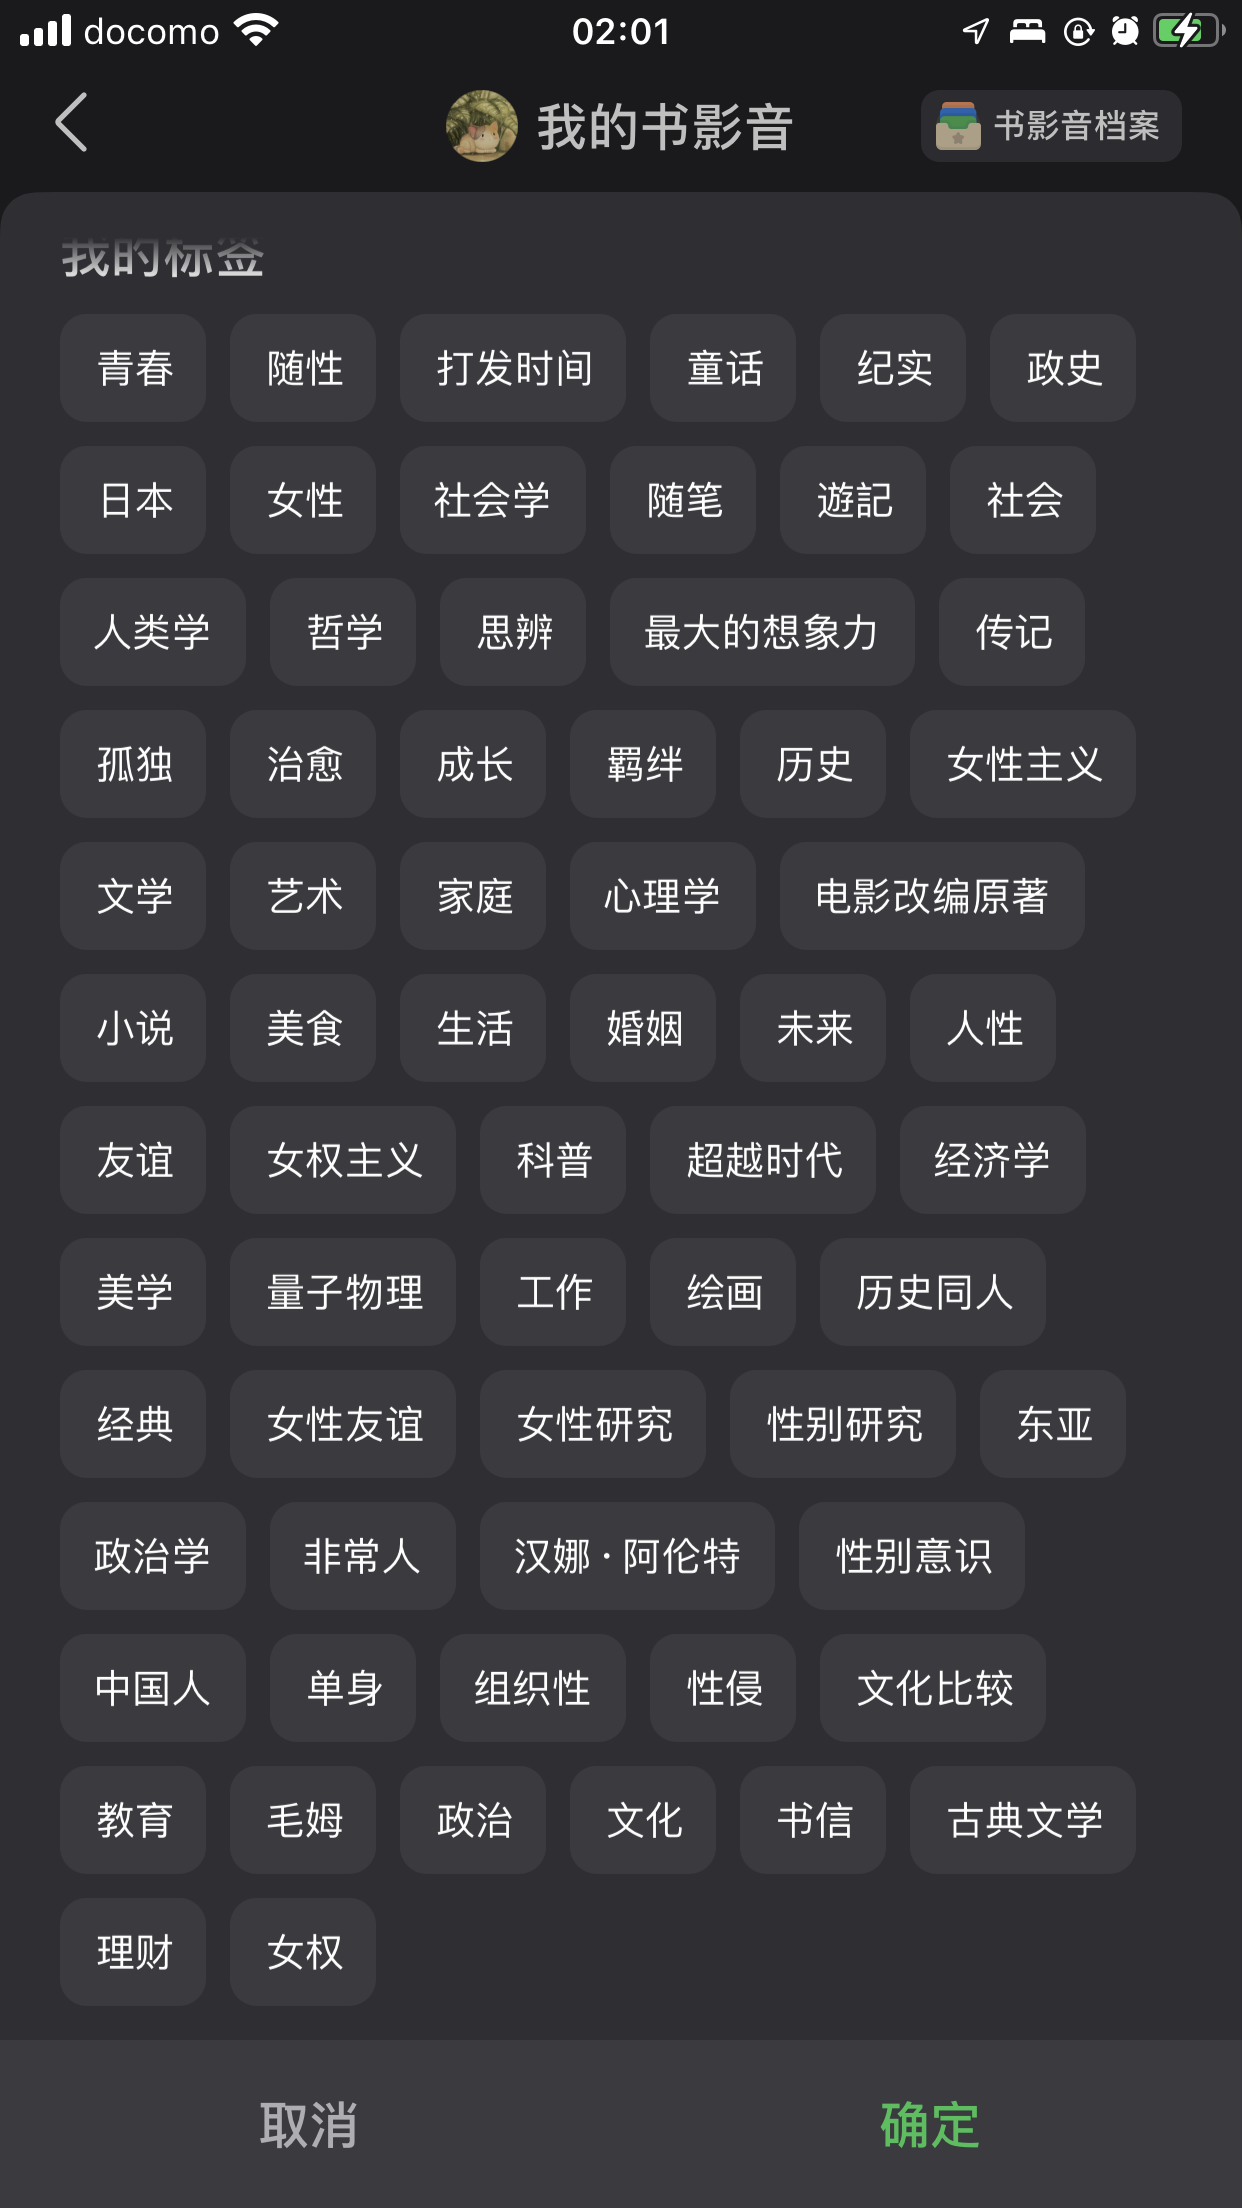 docomo 02:01
我的书影音 书影音档案
我的标签
青春 随性 打发时间 童话 纪实 政史
日本 女性 社会学 随笔 遊記 社会
人类学 哲学 思辨 最大的想象力 传记
孤独 治愈 成长 羁绊 历史 女性主义
文学 艺术 家庭 心理学 电影改编原著
小说 美食 生活 婚姻 未来 人性
友谊 女权主义 科普 超越时代 经济学
美学 量子物理 工作 绘画 历史同人
经典 女性友谊 女性研究 性别研究 东亚
政治学 非常人 汉娜·阿伦特 性别意识
中国人 单身 组织性 性侵 文化比较
教育 毛姆 政治 文化 书信 古典文学
理财 女权
取消 确定